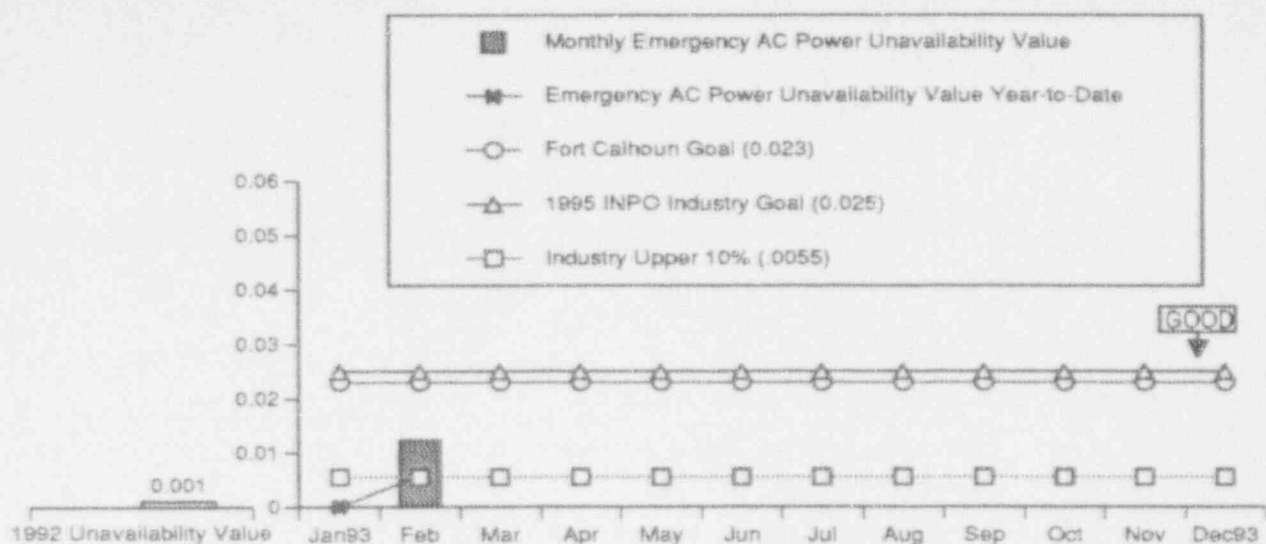 Monthly Emergency AC Power Unavailability Value
Emergency AC Power Unavailability Value Year-to-Date
Fort Calhoun Goal (0.023)
1995 INPO Industry Goal (0.025)
Industry Upper 10% (.0055)
0.06
0.05
0.04
0.03
0.02
0.01
0
GOOD
0.001
1992 Unavailability Value Jan93 Feb Mar Apr May Jun Jul Aug Sep Oct Nov Dec93